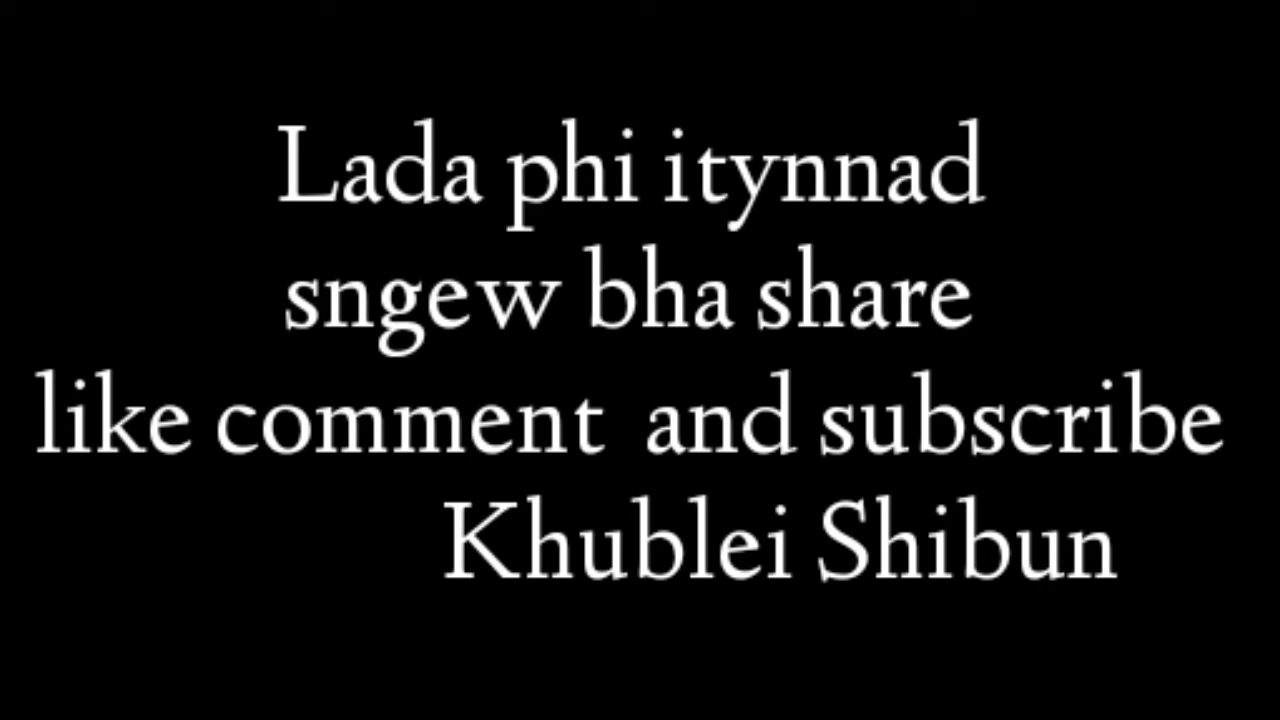 Lada phi itynnad
sngew bha share
like comment and subscribe
Khublei Shibun